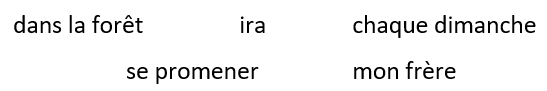 dans la forêt ira chaque dimanche
se promener mon frère